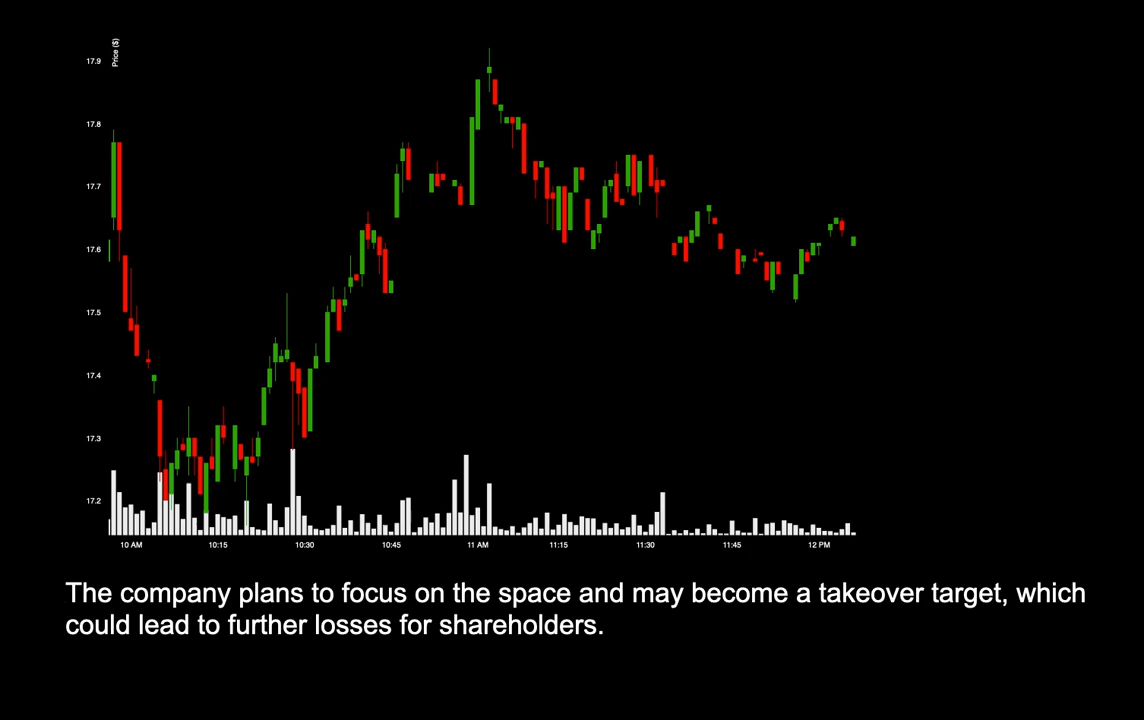 Price ($)
17.9
17.8
17.7
17.6
17.5
17.4
17.3
17.2
10 AM 10:15 10:30 10:45 11 AM 11:15 11:30 11:45 12 PM
The company plans to focus on the space and may become a takeover target, which
could lead to further losses for shareholders.